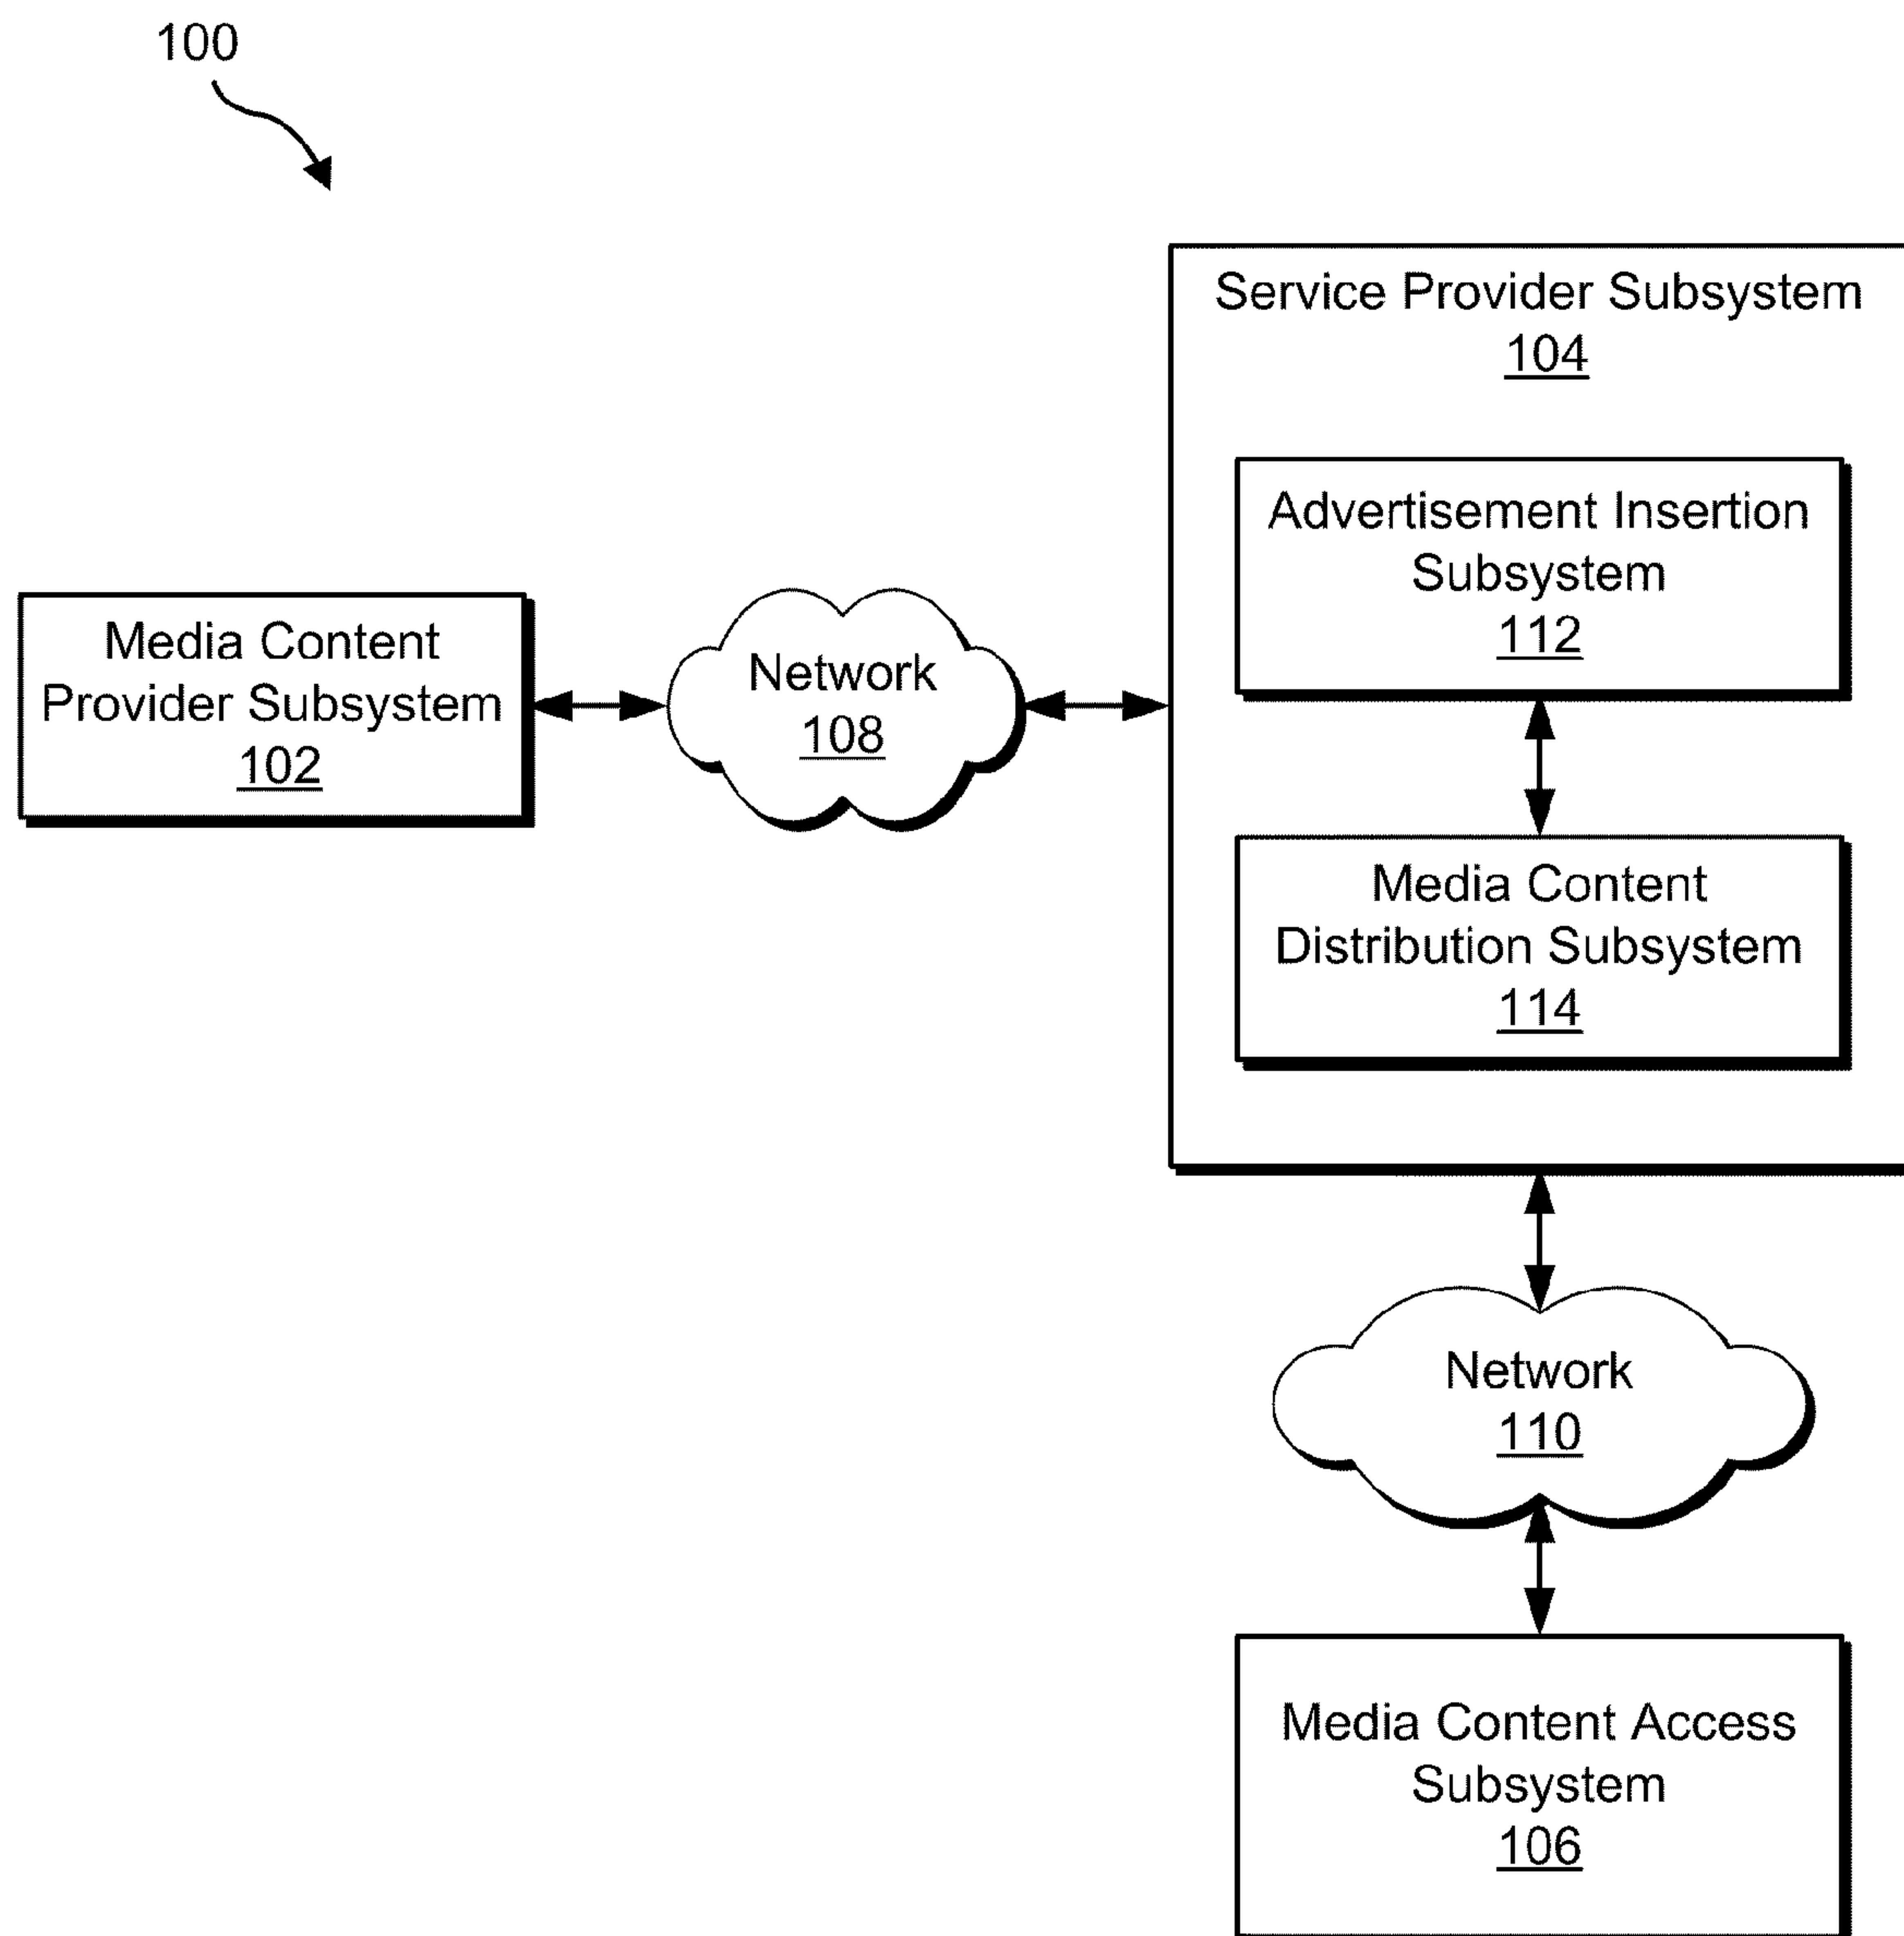 100
Service Provider Subsystem
104
Advertisement Insertion
Subsystem
112
Media Content
Provider Subsystem
102
Network
108
Media Content
Distribution Subsystem
114
Network
110
Media Content Access
Subsystem
106